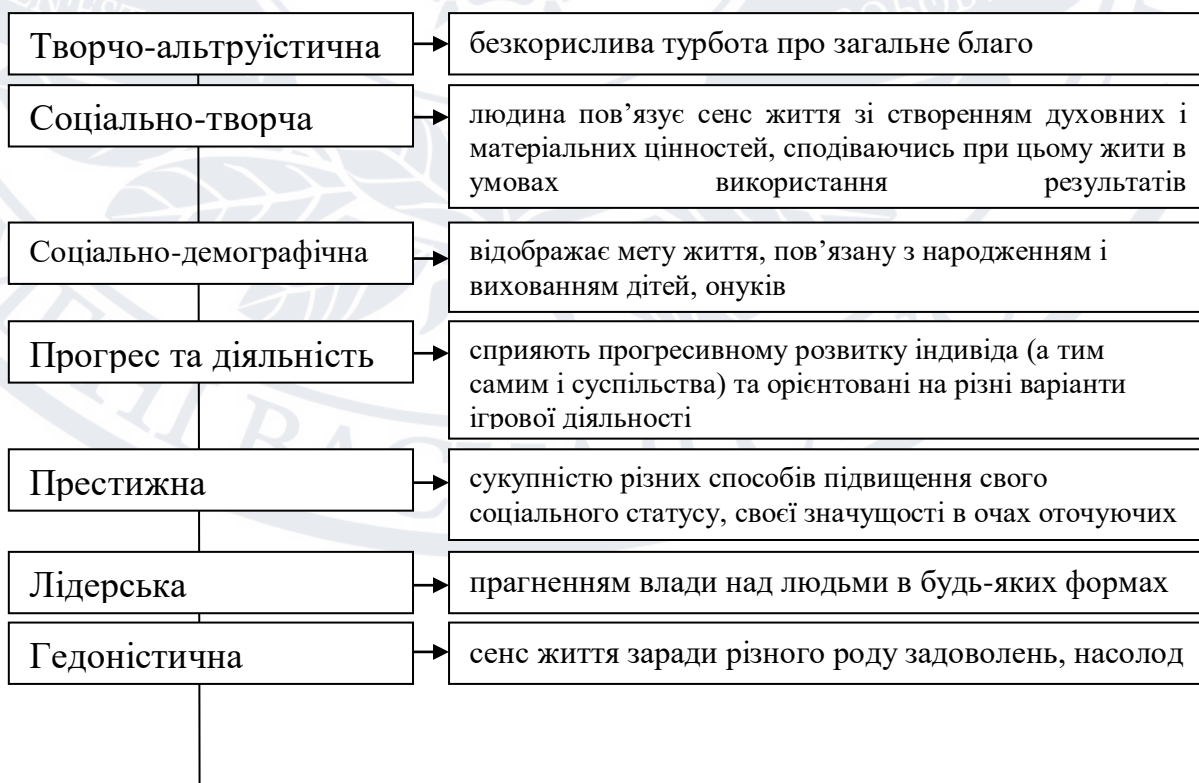 Творчо-альтруїстична
безкорислива турбота про загальне благо
Соціально-творча
людина пов’язує сенс життя зі створенням духовних і
матеріальних цінностей, сподіваючись при цьому жити в
умовах використання результатів
Соціально-демографічна
відображає мету життя, пов’язану з народженням і
вихованням дітей, онуків
Прогрес та діяльність
сприяють прогресивному розвитку індивіда (а тим
самим і суспільства) та орієнтовані на різні варіанти
ігрової діяльності
Престижна
сукупністю різних способів підвищення свого
соціального статусу, своєї значущості в очах оточуючих
Лідерська
прагненням влади над людьми в будь-яких формах
Гедоністична
сенс життя заради різного роду задоволень, насолод